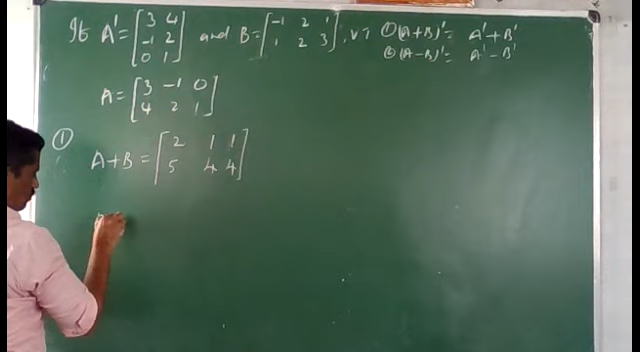 If A' = [3 4; -1 2; 0 1] and B = [-1 2 1; 1 2 3], V.T ① (A+B)' = A' + B'
② (A-B)' = A' - B'
A = [3 -1 0; 4 2 1]
① A+B = [2 1 1; 5 4 4]